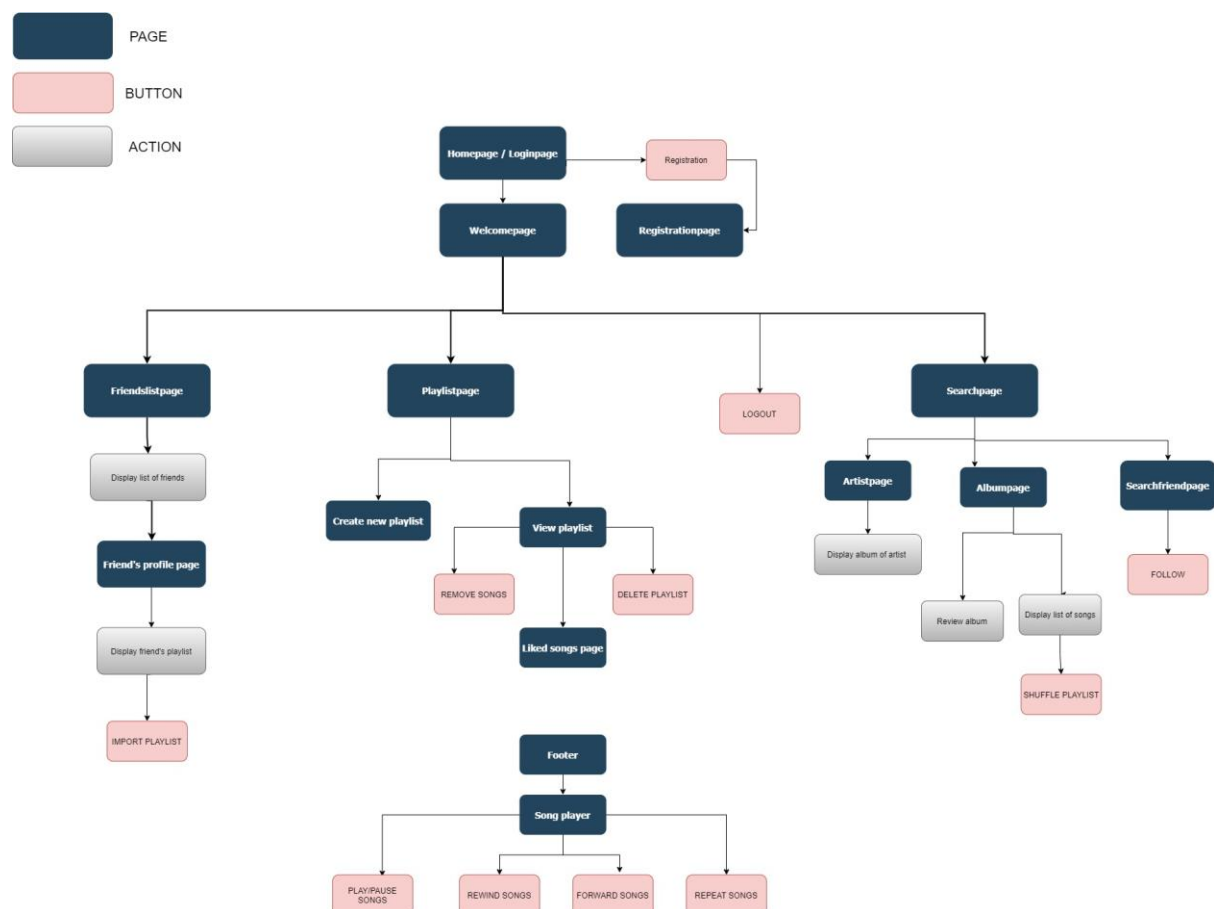 PAGE
BUTTON
ACTION
Homepage / Loginpage
Registration
Welcomepage
Registrationpage
Friendslistpage
Playlistpage
LOGOUT
Searchpage
Display list of friends
Artistpage
Albumpage
Searchfriendpage
Create new playlist
View playlist
Display album of artist
Friend's profile page
REMOVE SONGS
DELETE PLAYLIST
FOLLOW
Review album
Display list of songs
Display friend's playlist
Liked songs page
SHUFFLE PLAYLIST
IMPORT PLAYLIST
Footer
Song player
PLAY/PAUSE
SONGS
REWIND SONGS
FORWARD SONGS
REPEAT SONGS